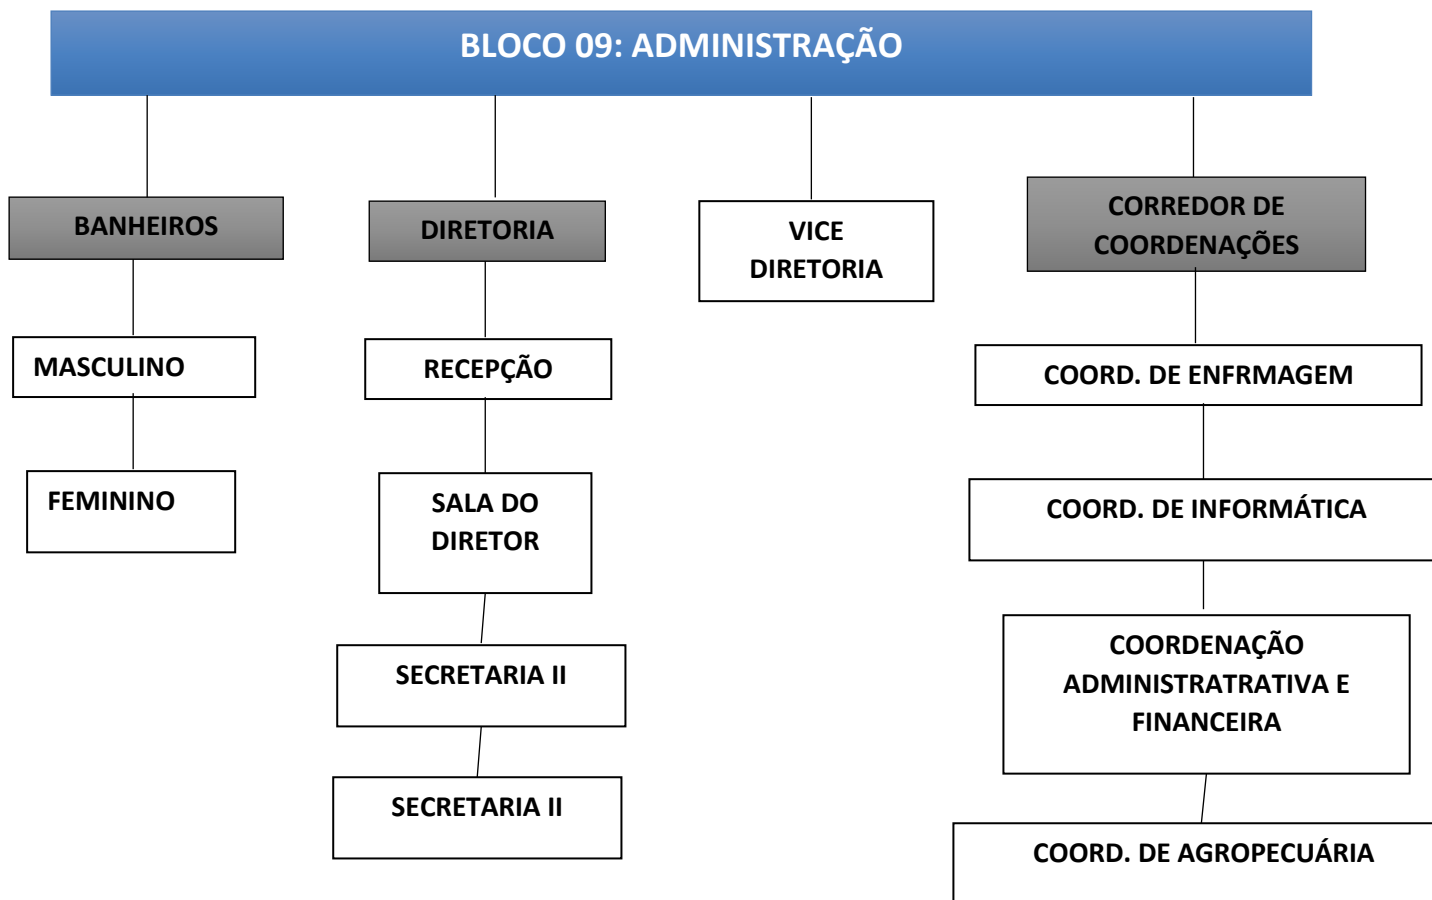 BLOCO 09: ADMINISTRAÇÃO
BANHEIROS
MASCULINO
FEMININO
DIRETORIA
RECEPÇÃO
SALA DO
DIRETOR
SECRETARIA II
SECRETARIA II
VICE
DIRETORIA
CORREDOR DE
COORDENAÇÕES
COORD. DE ENFRMAGEM
COORD. DE INFORMÁTICA
COORDENAÇÃO
ADMINISTRATRATIVA E
FINANCEIRA
COORD. DE AGROPECUÁRIA